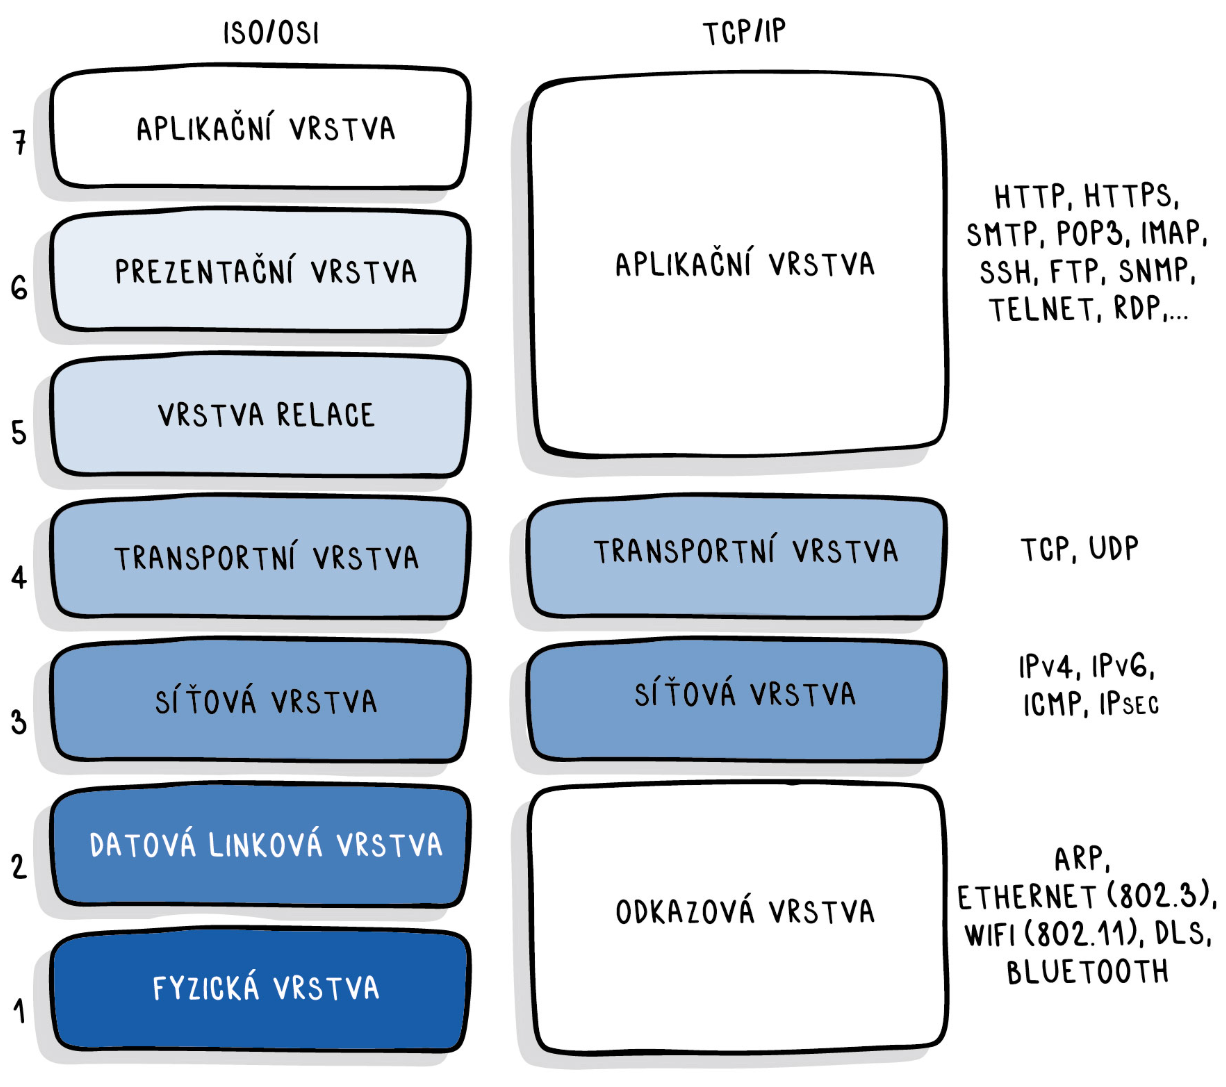 ISO/OSI
TCP/IP
7
APLIKAČNÍ VRSTVA
6
PREZENTAČNÍ VRSTVA
5
VRSTVA RELACE
4
TRANSPORTNÍ VRSTVA
3
SÍŤOVÁ VRSTVA
2
DATOVÁ LINKOVÁ VRSTVA
1
FYZICKÁ VRSTVA
APLIKAČNÍ VRSTVA
HTTP, HTTPS,
SMTP, POP3, IMAP,
SSH, FTP, SNMP,
TELNET, RDP,...
TRANSPORTNÍ VRSTVA
TCP, UDP
SÍŤOVÁ VRSTVA
IPv4, IPv6,
ICMP, IPSEC
ODKAZOVÁ VRSTVA
ARP,
ETHERNET (802.3),
WIFI (802.11), DLS,
BLUETOOTH